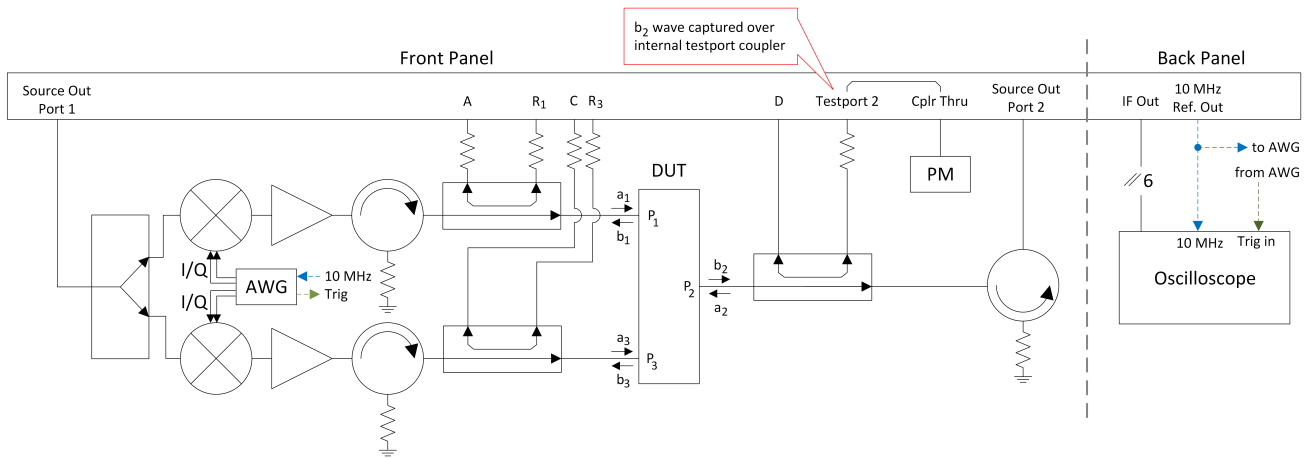 b2 wave captured over
internal testport coupler
Front Panel
Back Panel
Source Out
Port 1
A
R1
C
R3
D
Testport 2
Cplr Thru
Source Out
Port 2
IF Out
10 MHz
Ref. Out
to AWG
from AWG
6
PM
DUT
a1
b1
P1
I/Q
AWG
10 MHz
Trig
I/Q
b2
a2
P2
10 MHz
Trig in
Oscilloscope
a3
b3
P3